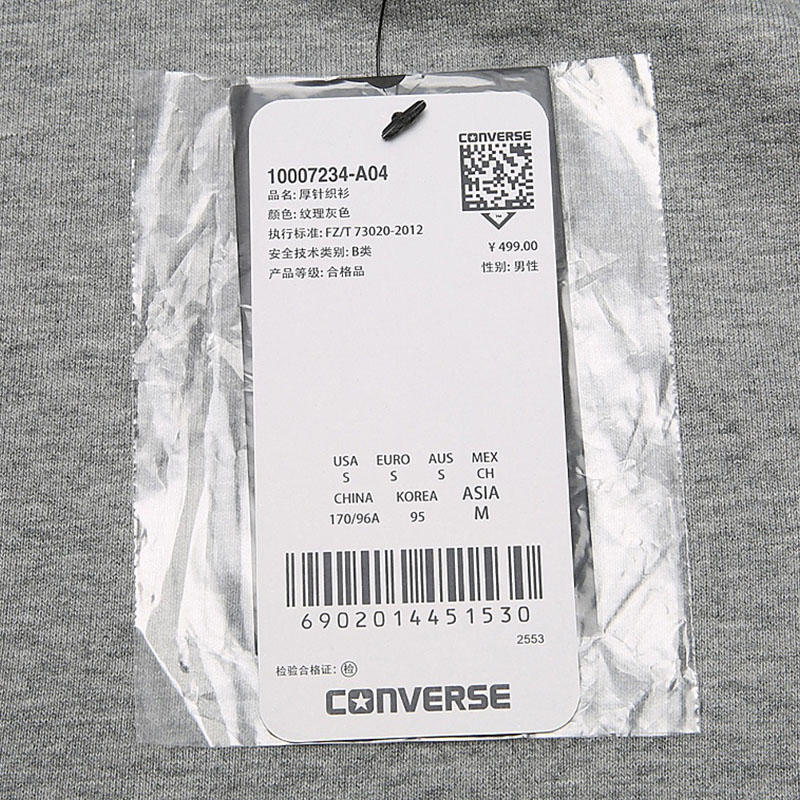 CONVERSE
10007234-A04
品名: 厚针织衫
颜色: 纹理灰色
执行标准: FZ/T 73020-2012
安全技术类别: B类
产品等级: 合格品
™
¥ 499.00
性别: 男性
USA EURO AUS MEX
S S S CH
CHINA KOREA ASIA
170/96A 95 M
6902014451530
2553
检验合格证: 检
CONVERSE